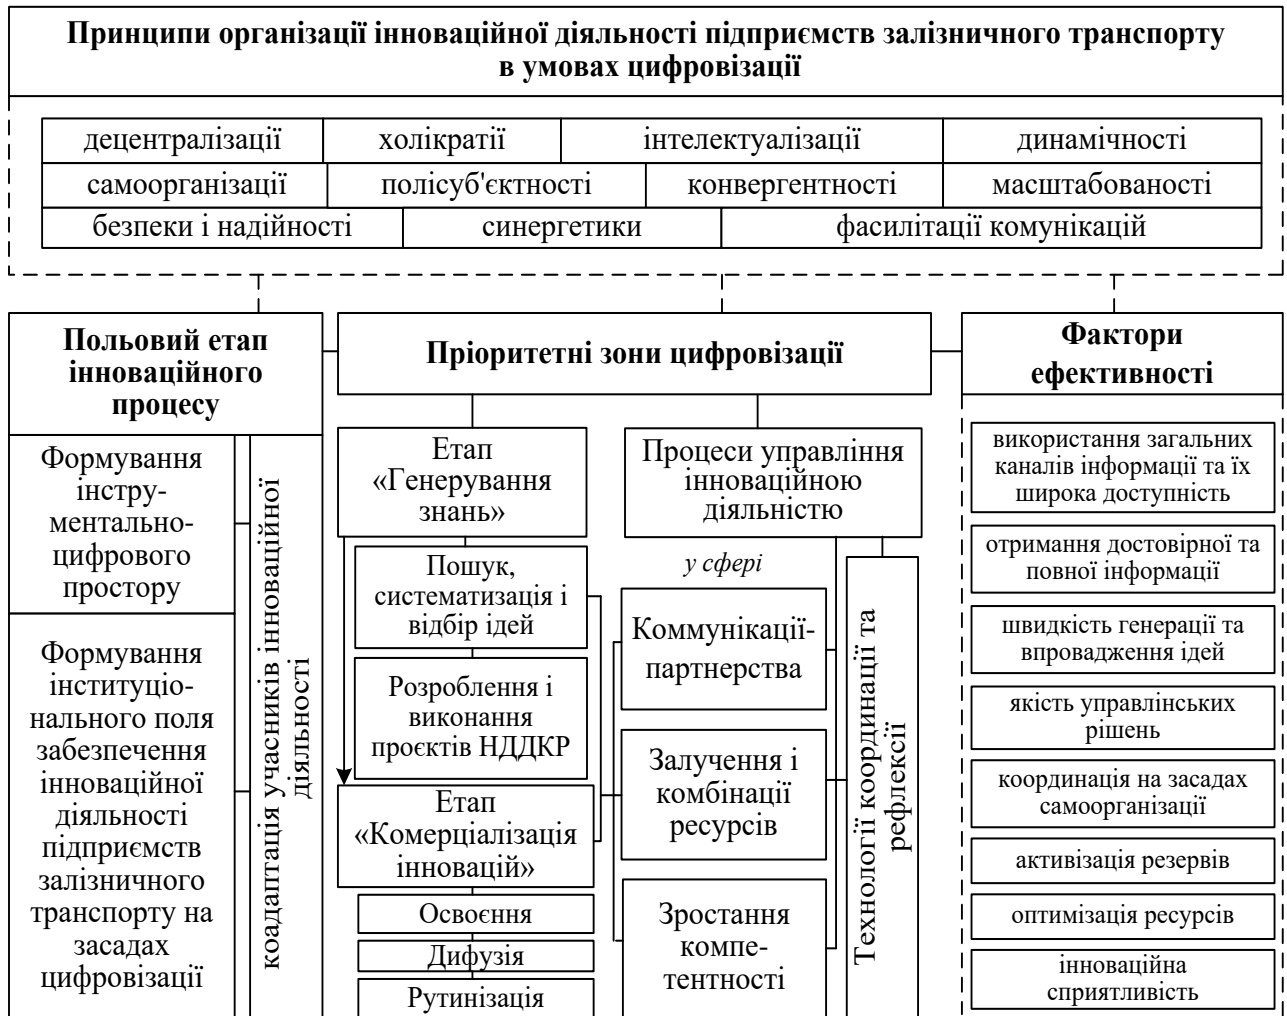 Принципи організації інноваційної діяльності підприємств залізничного транспорту
в умовах цифровізації
децентралізації
холікратії
інтелектуалізації
динамічності
самоорганізації
полісуб'єктності
конвергентності
масштабованості
безпеки і надійності
синергетики
фасилітації комунікацій
Польовий етап
інноваційного
процесу
Формування
інстру-
ментально-
цифрового
простору
Формування
інституціо-
нального поля
забезпечення
інноваційної
діяльності
підприємств
залізничного
транспорту на
засадах
цифровізації
коадаптація учасників інноваційної
діяльності
Пріоритетні зони цифровізації
Етап
«Генерування
знань»
Пошук,
систематизація і
відбір ідей
Розроблення і
виконання
проєктів НДДКР
Етап
«Комерціалізація
інновацій»
Освоєння
Дифузія
Рутинізація
Процеси управління
інноваційною
діяльністю
у сфері
Коммунікації-
партнерства
Залучення і
комбінації
ресурсів
Зростання
компе-
тентності
Технології координації та
рефлексії
Фактори
ефективності
використання загальних
каналів інформації та їх
широка доступність
отримання достовірної та
повної інформації
швидкість генерації та
впровадження ідей
якість управлінських
рішень
координація на засадах
самоорганізації
активізація резервів
оптимізація ресурсів
інноваційна
сприятливість